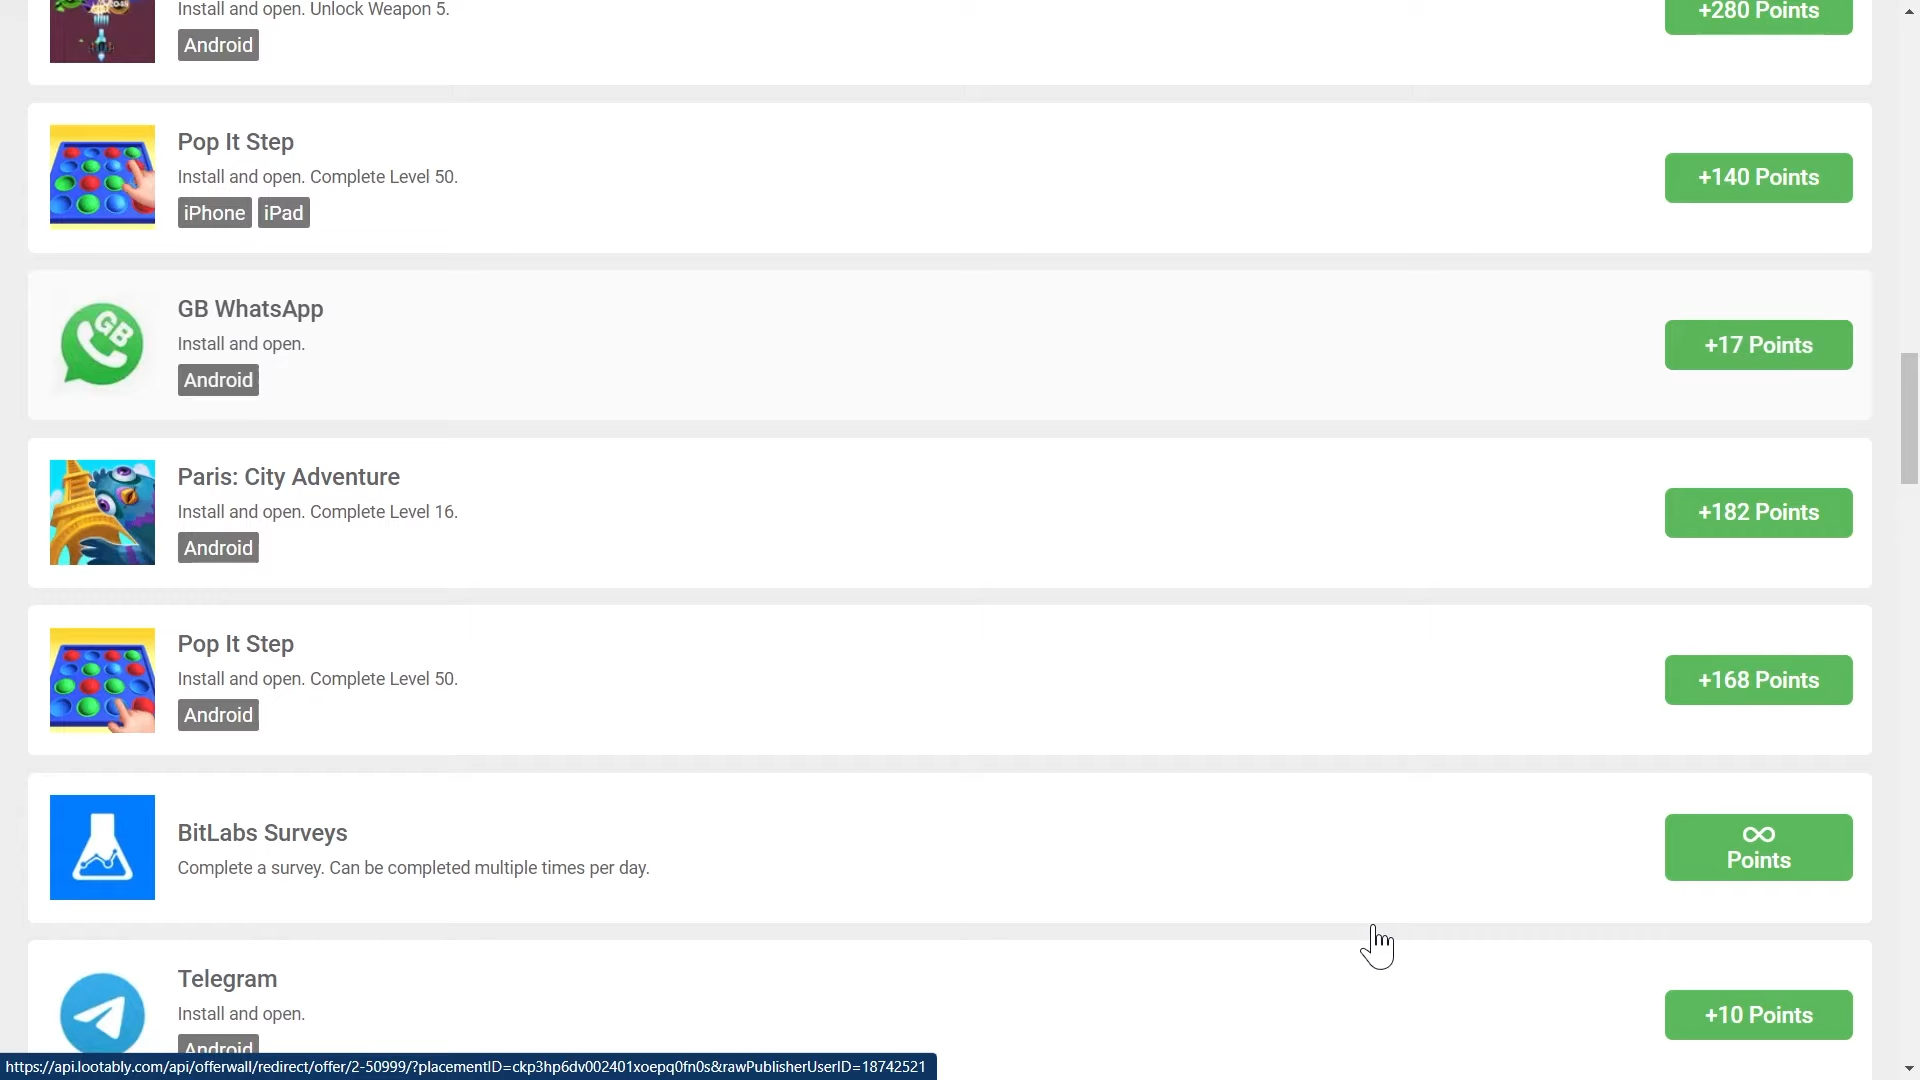 Install and open. Unlock Weapon 5.
Android
+280 Points
Pop It Step
Install and open. Complete Level 50.
iPhone iPad
+140 Points
GB
GB WhatsApp
Install and open.
Android
+17 Points
Paris: City Adventure
Install and open. Complete Level 16.
Android
+182 Points
Pop It Step
Install and open. Complete Level 50.
Android
+168 Points
BitLabs Surveys
Complete a survey. Can be completed multiple times per day.
∞
Points
Telegram
Install and open.
Android
+10 Points
https://api.lootably.com/api/offerwall/redirect/offer/2-50999/?placementID=ckp3hp6dv002401xoepq0fn0s&rawPublisherUserID=18742521